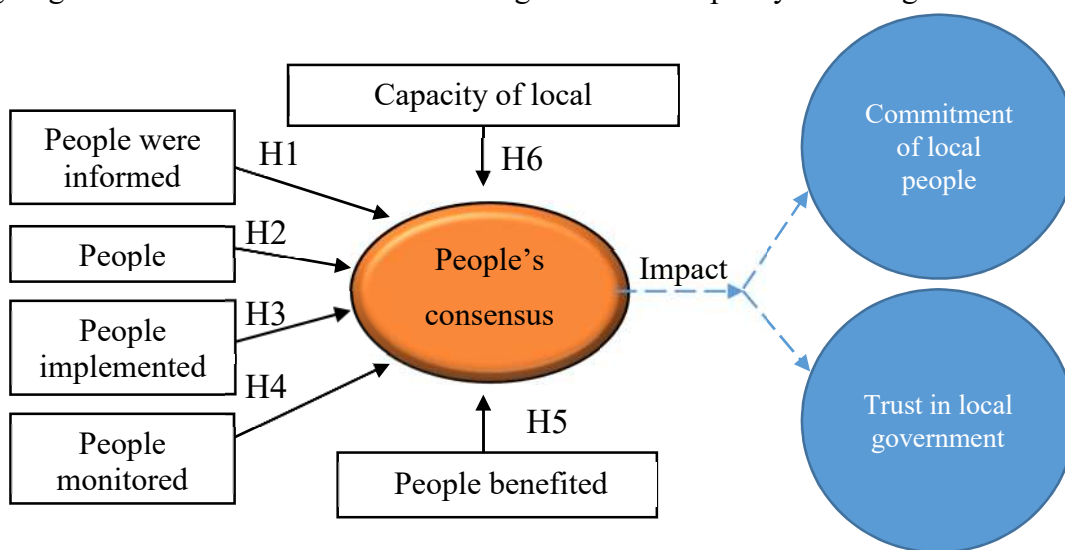 Capacity of local
People were
informed
H1
H6
People
H2
People's
consensus
Impact
Commitment
of local
people
People
implemented
H3
H4
People
monitored
H5
People benefited
Trust in local
government